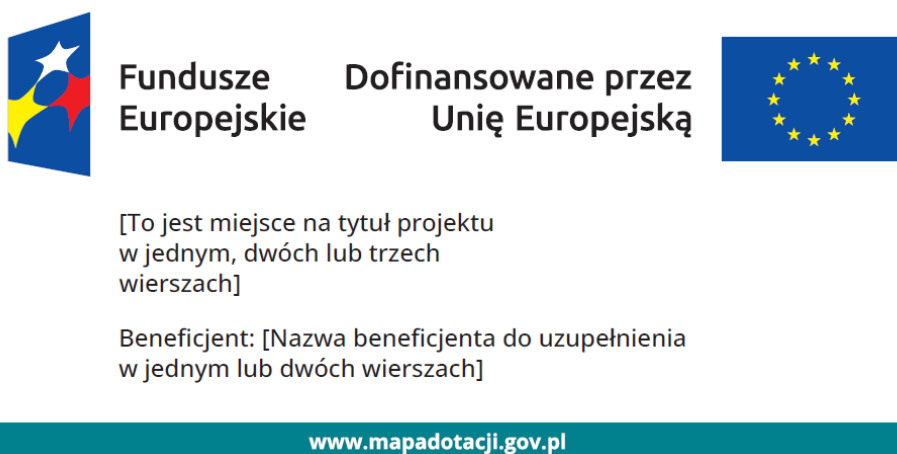 Fundusze
Europejskie
Dofinansowane przez
Unię Europejską
[To jest miejsce na tytuł projektu
w jednym, dwóch lub trzech
wierszach]
Beneficjent: [Nazwa beneficjenta do uzupełnienia
w jednym lub dwóch wierszach]
www.mapadotacji.gov.pl